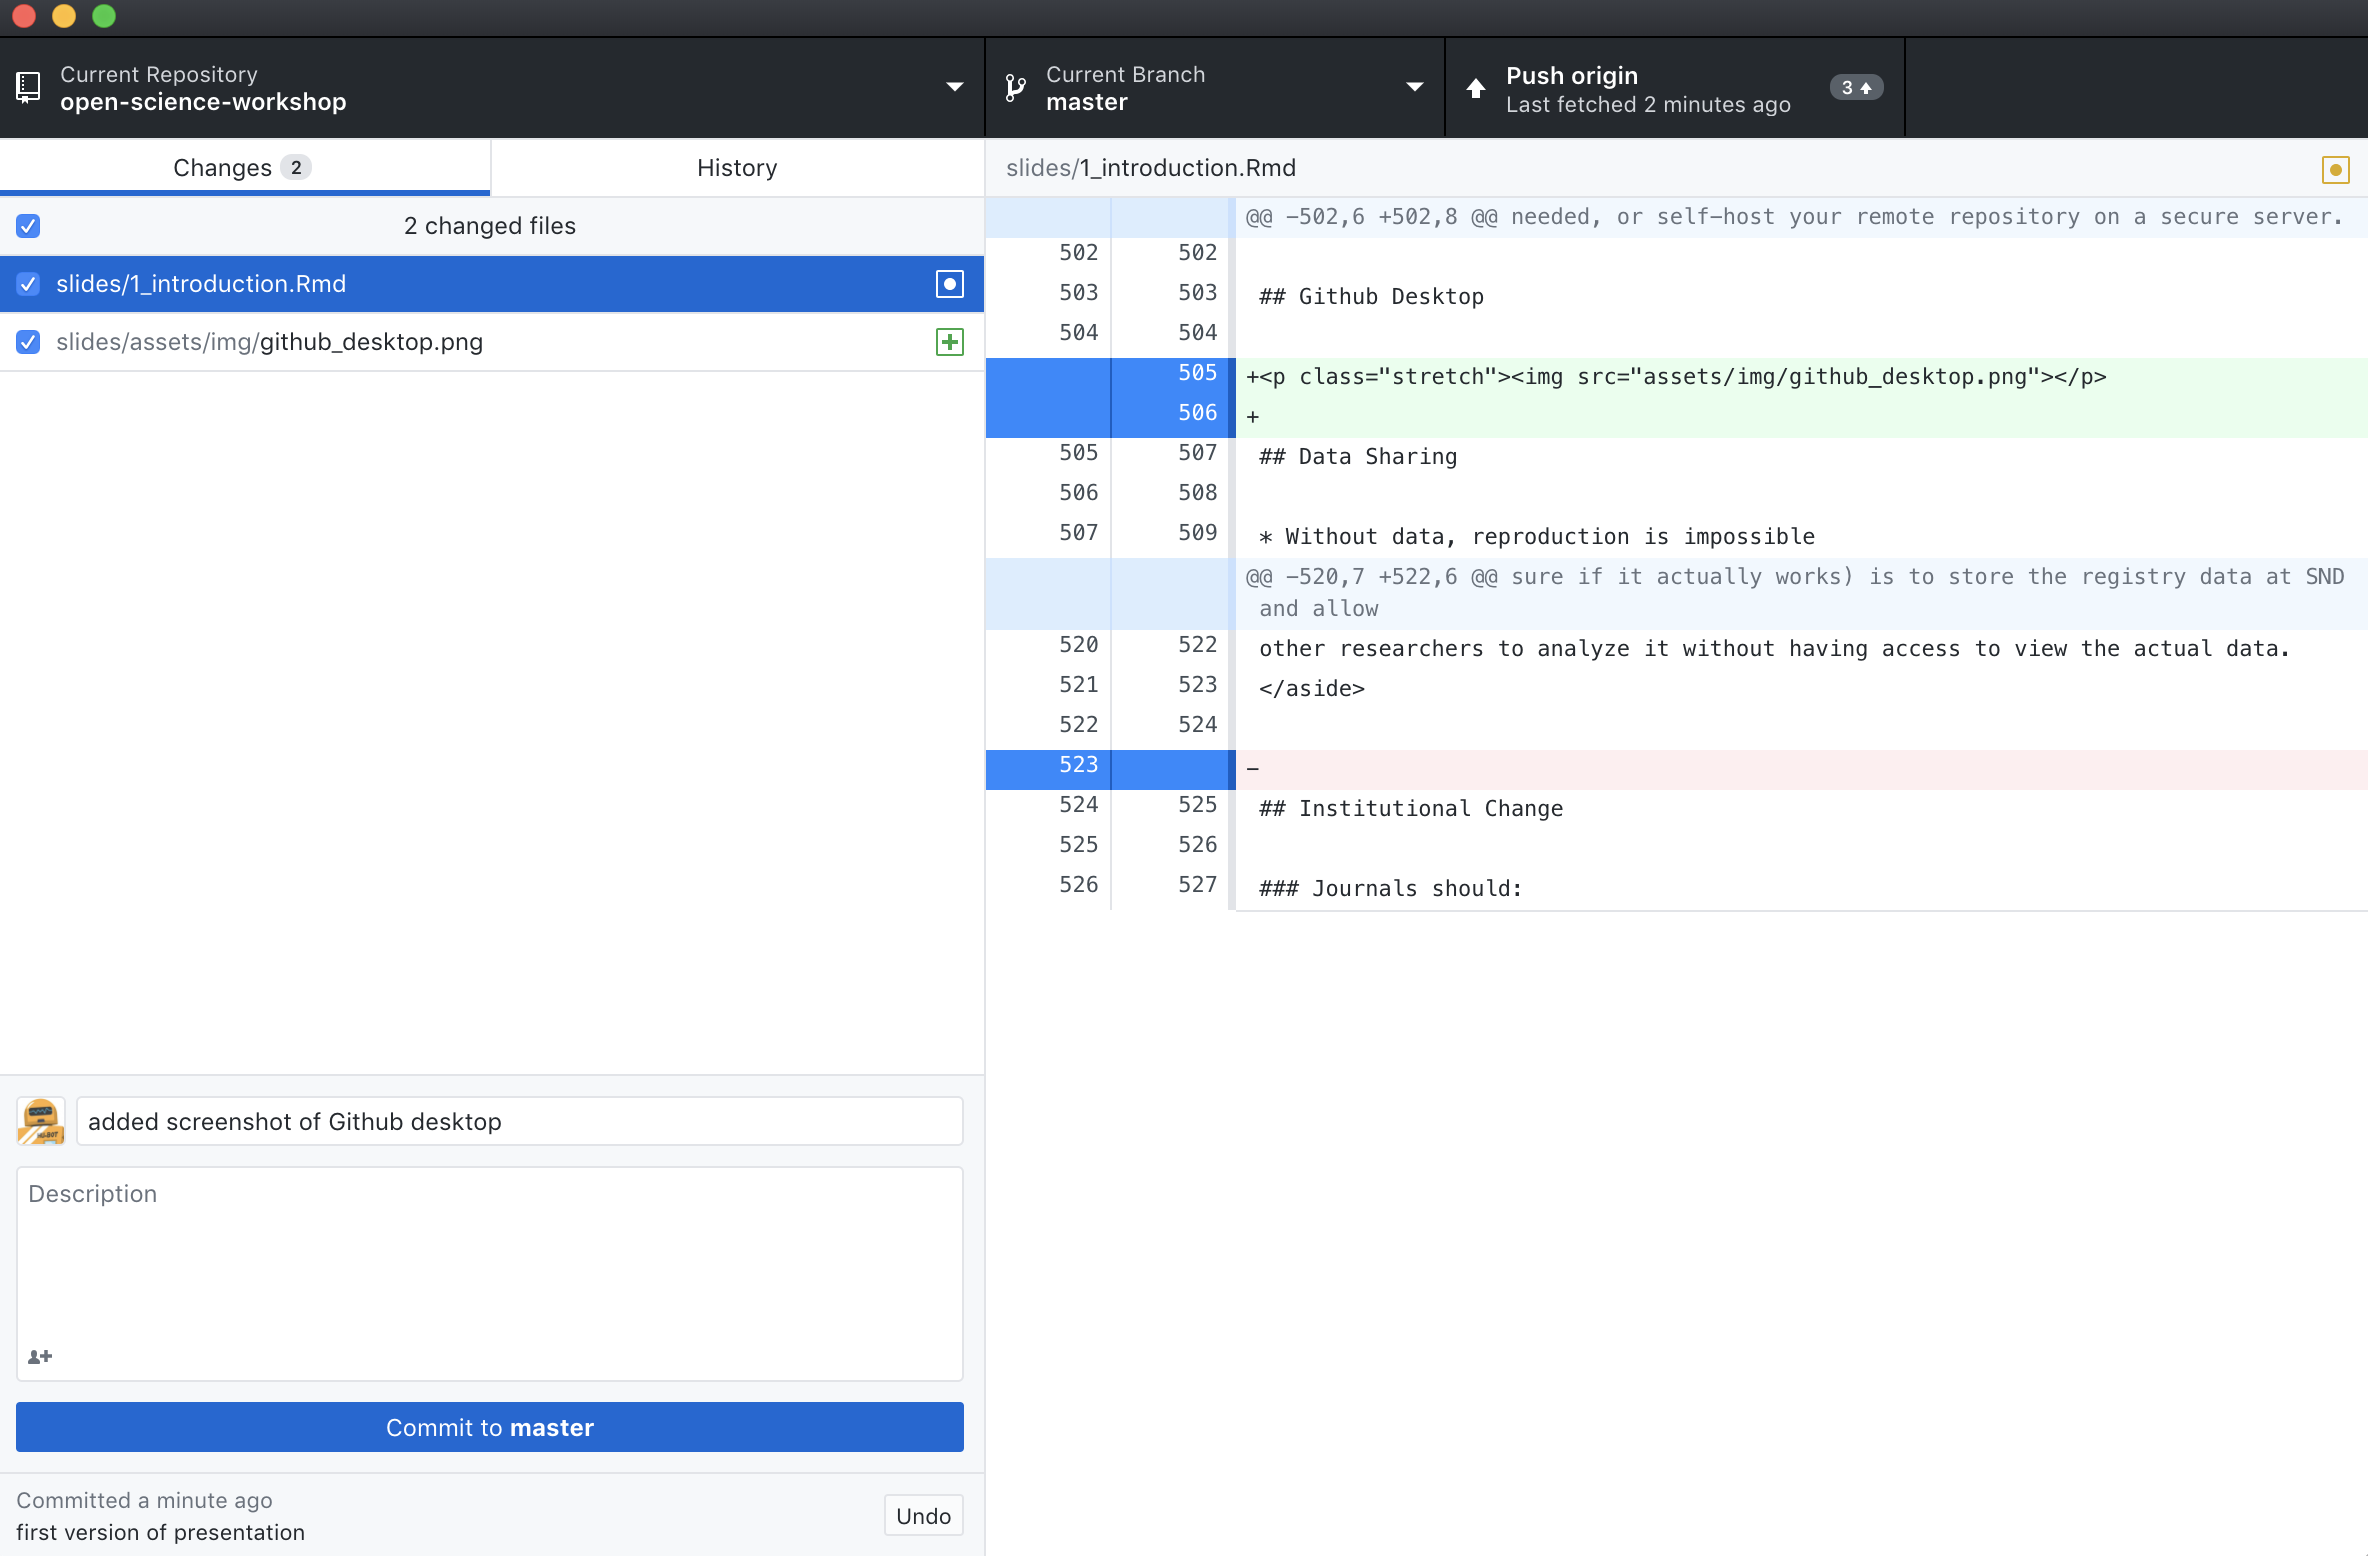 Current Repository
open-science-workshop
Current Branch
master
Push origin
Last fetched 2 minutes ago
3
Changes 2
History
2 changed files
slides/1_introduction.Rmd
slides/assets/img/github_desktop.png
slides/1_introduction.Rmd
@@ -502,6 +502,8 @@ needed, or self-host your remote repository on a secure server.
502 502
503 503 ## Github Desktop
504 504
505 +<p class="stretch"><img src="assets/img/github_desktop.png"></p>
506 +
505 507 ## Data Sharing
506 508
507 509 * Without data, reproduction is impossible
@@ -520,7 +522,6 @@ sure if it actually works) is to store the registry data at SND
and allow
520 522 other researchers to analyze it without having access to view the actual data.
521 523 </aside>
522 524
523 -
524 525 ## Institutional Change
525 526
526 527 ### Journals should:
added screenshot of Github desktop
Description
Commit to master
Committed a minute ago
first version of presentation
Undo